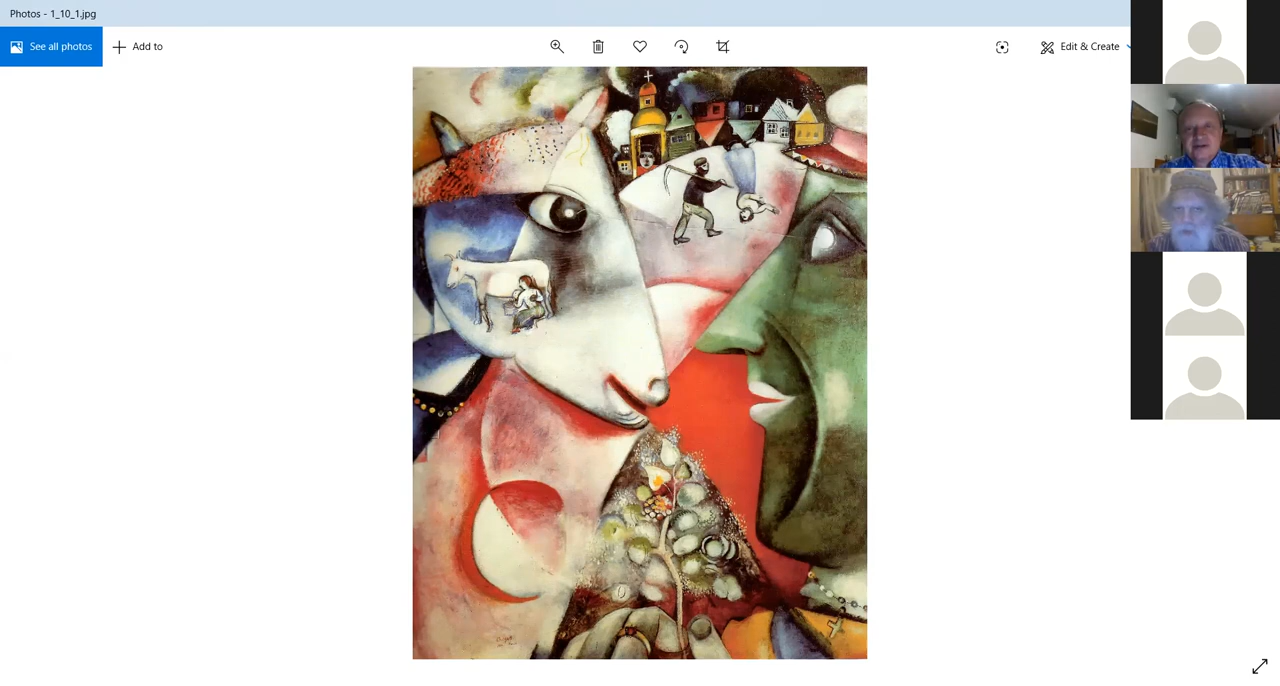 Photos - 1_10_1.jpg
See all photos
Add to
Edit & Create